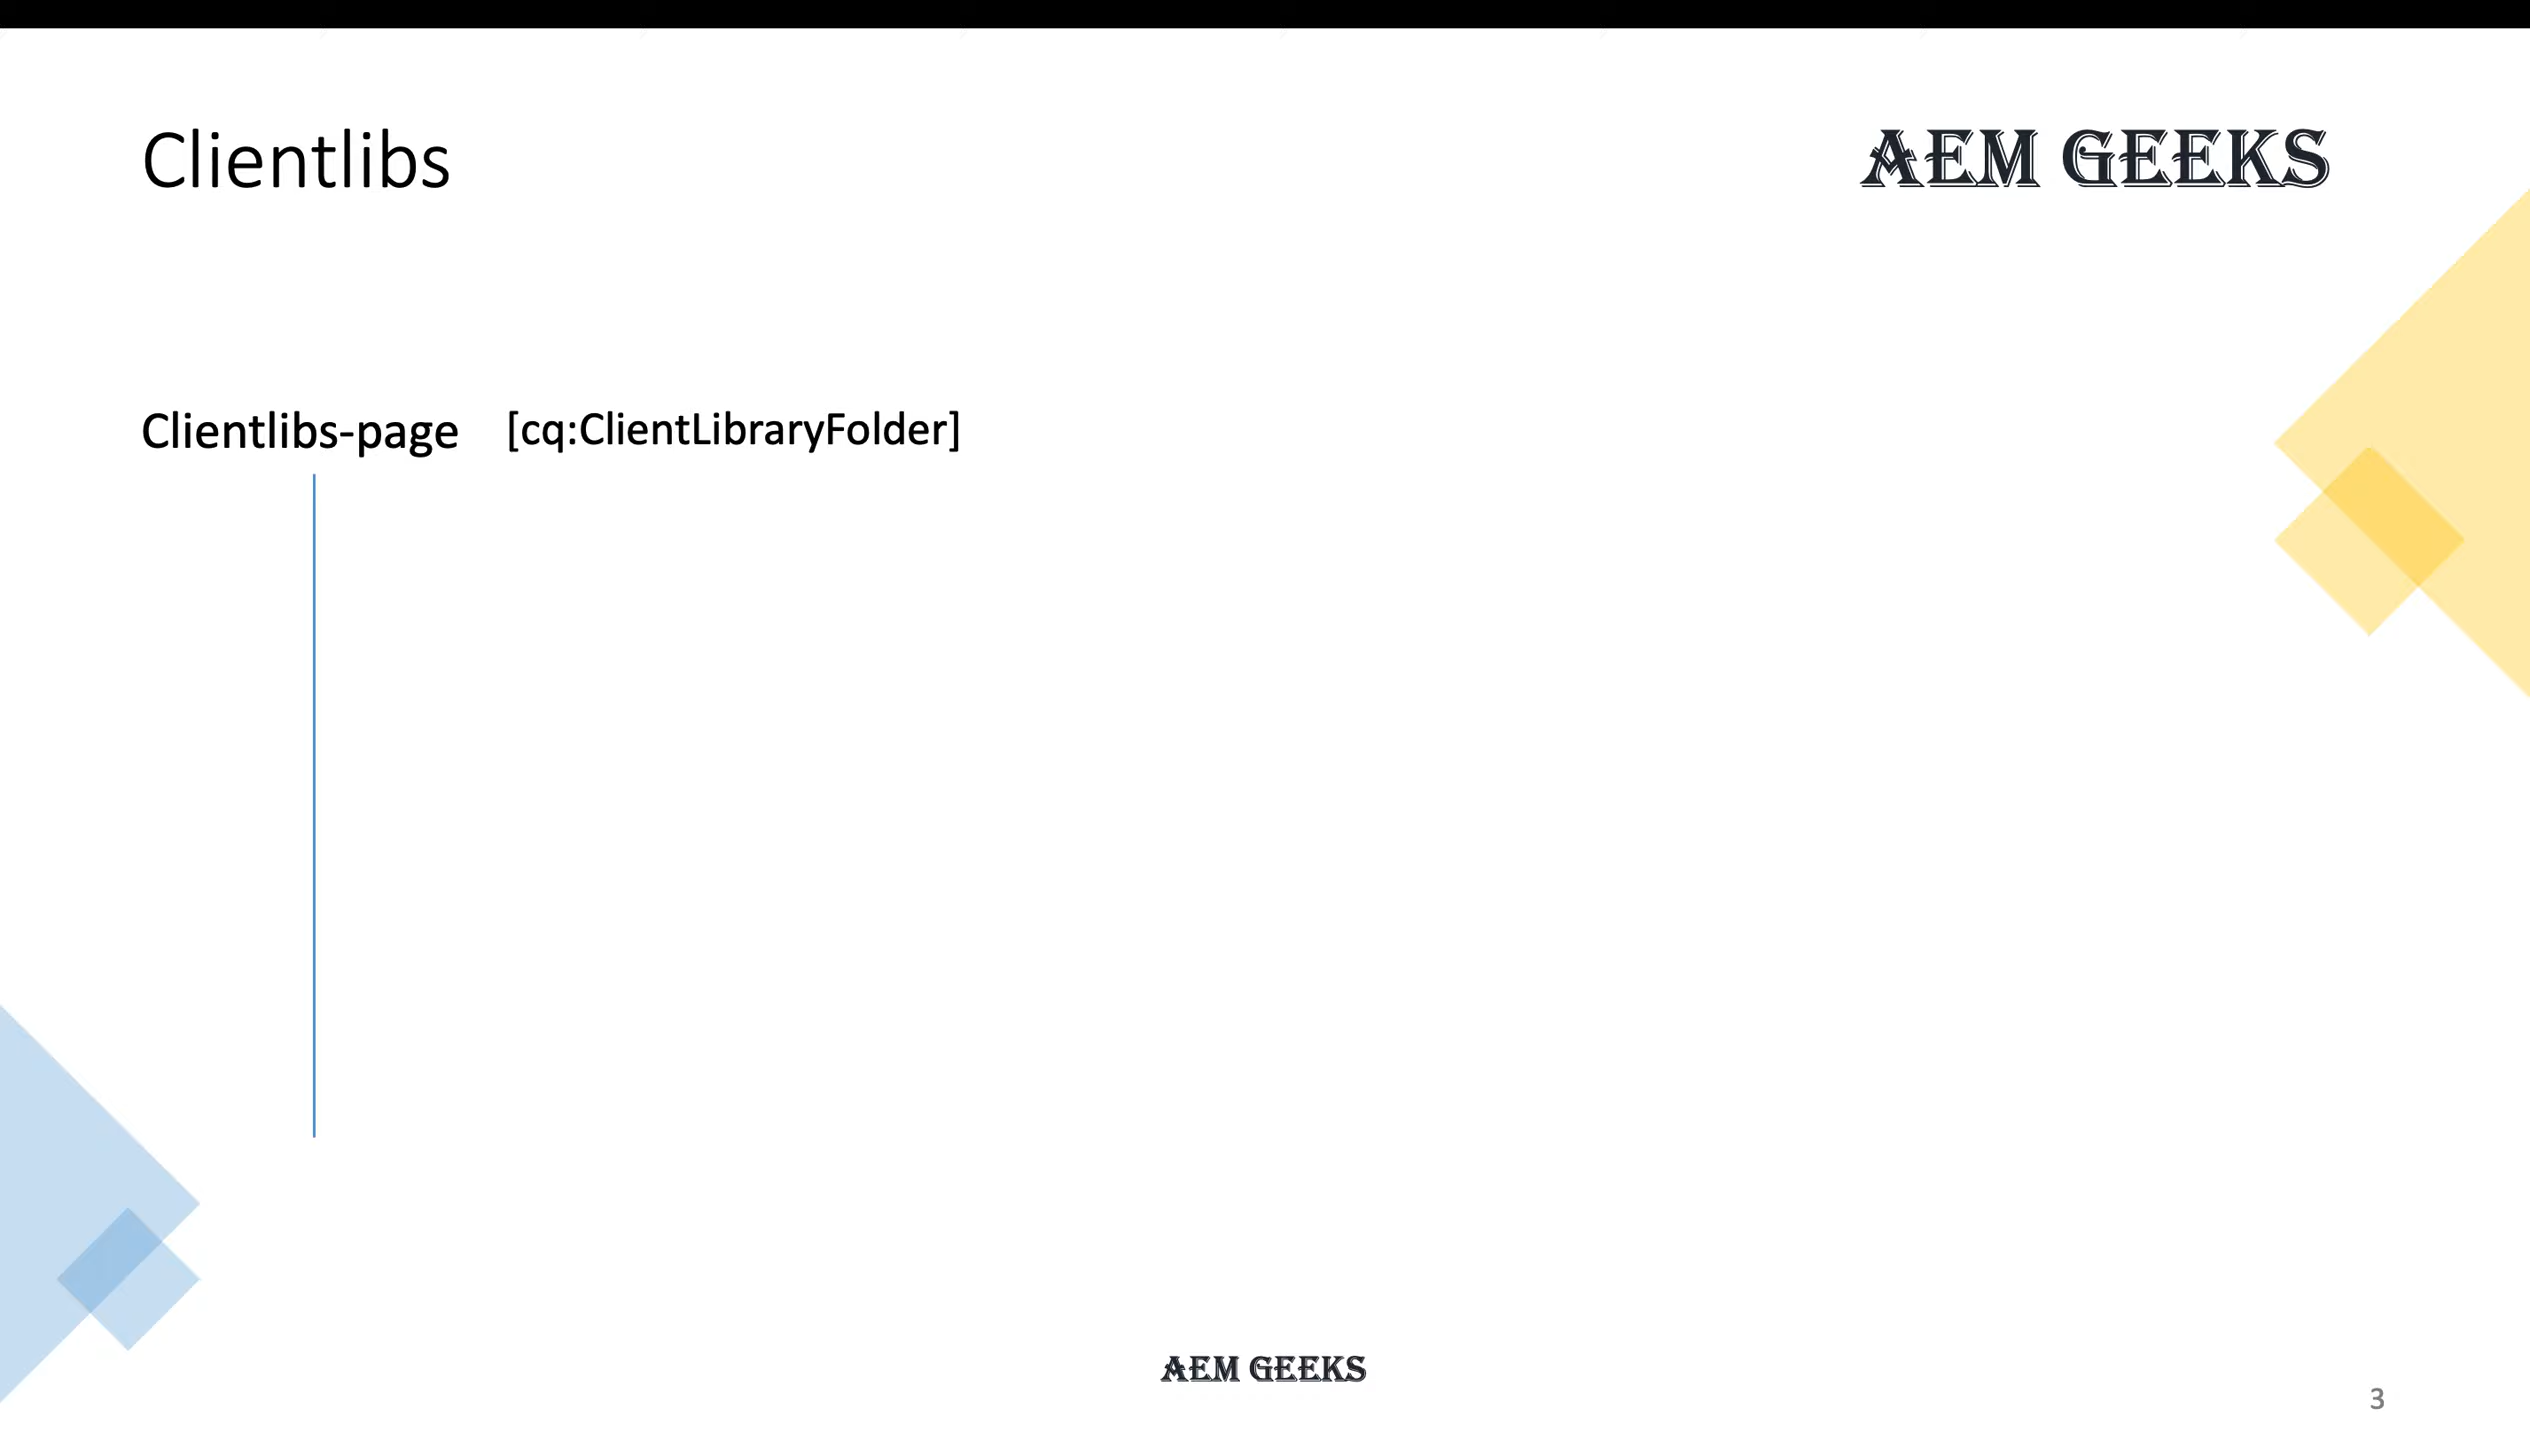 Clientlibs
AEM GEEKS
Clientlibs-page [cq:ClientLibraryFolder]
AEM GEEKS
3